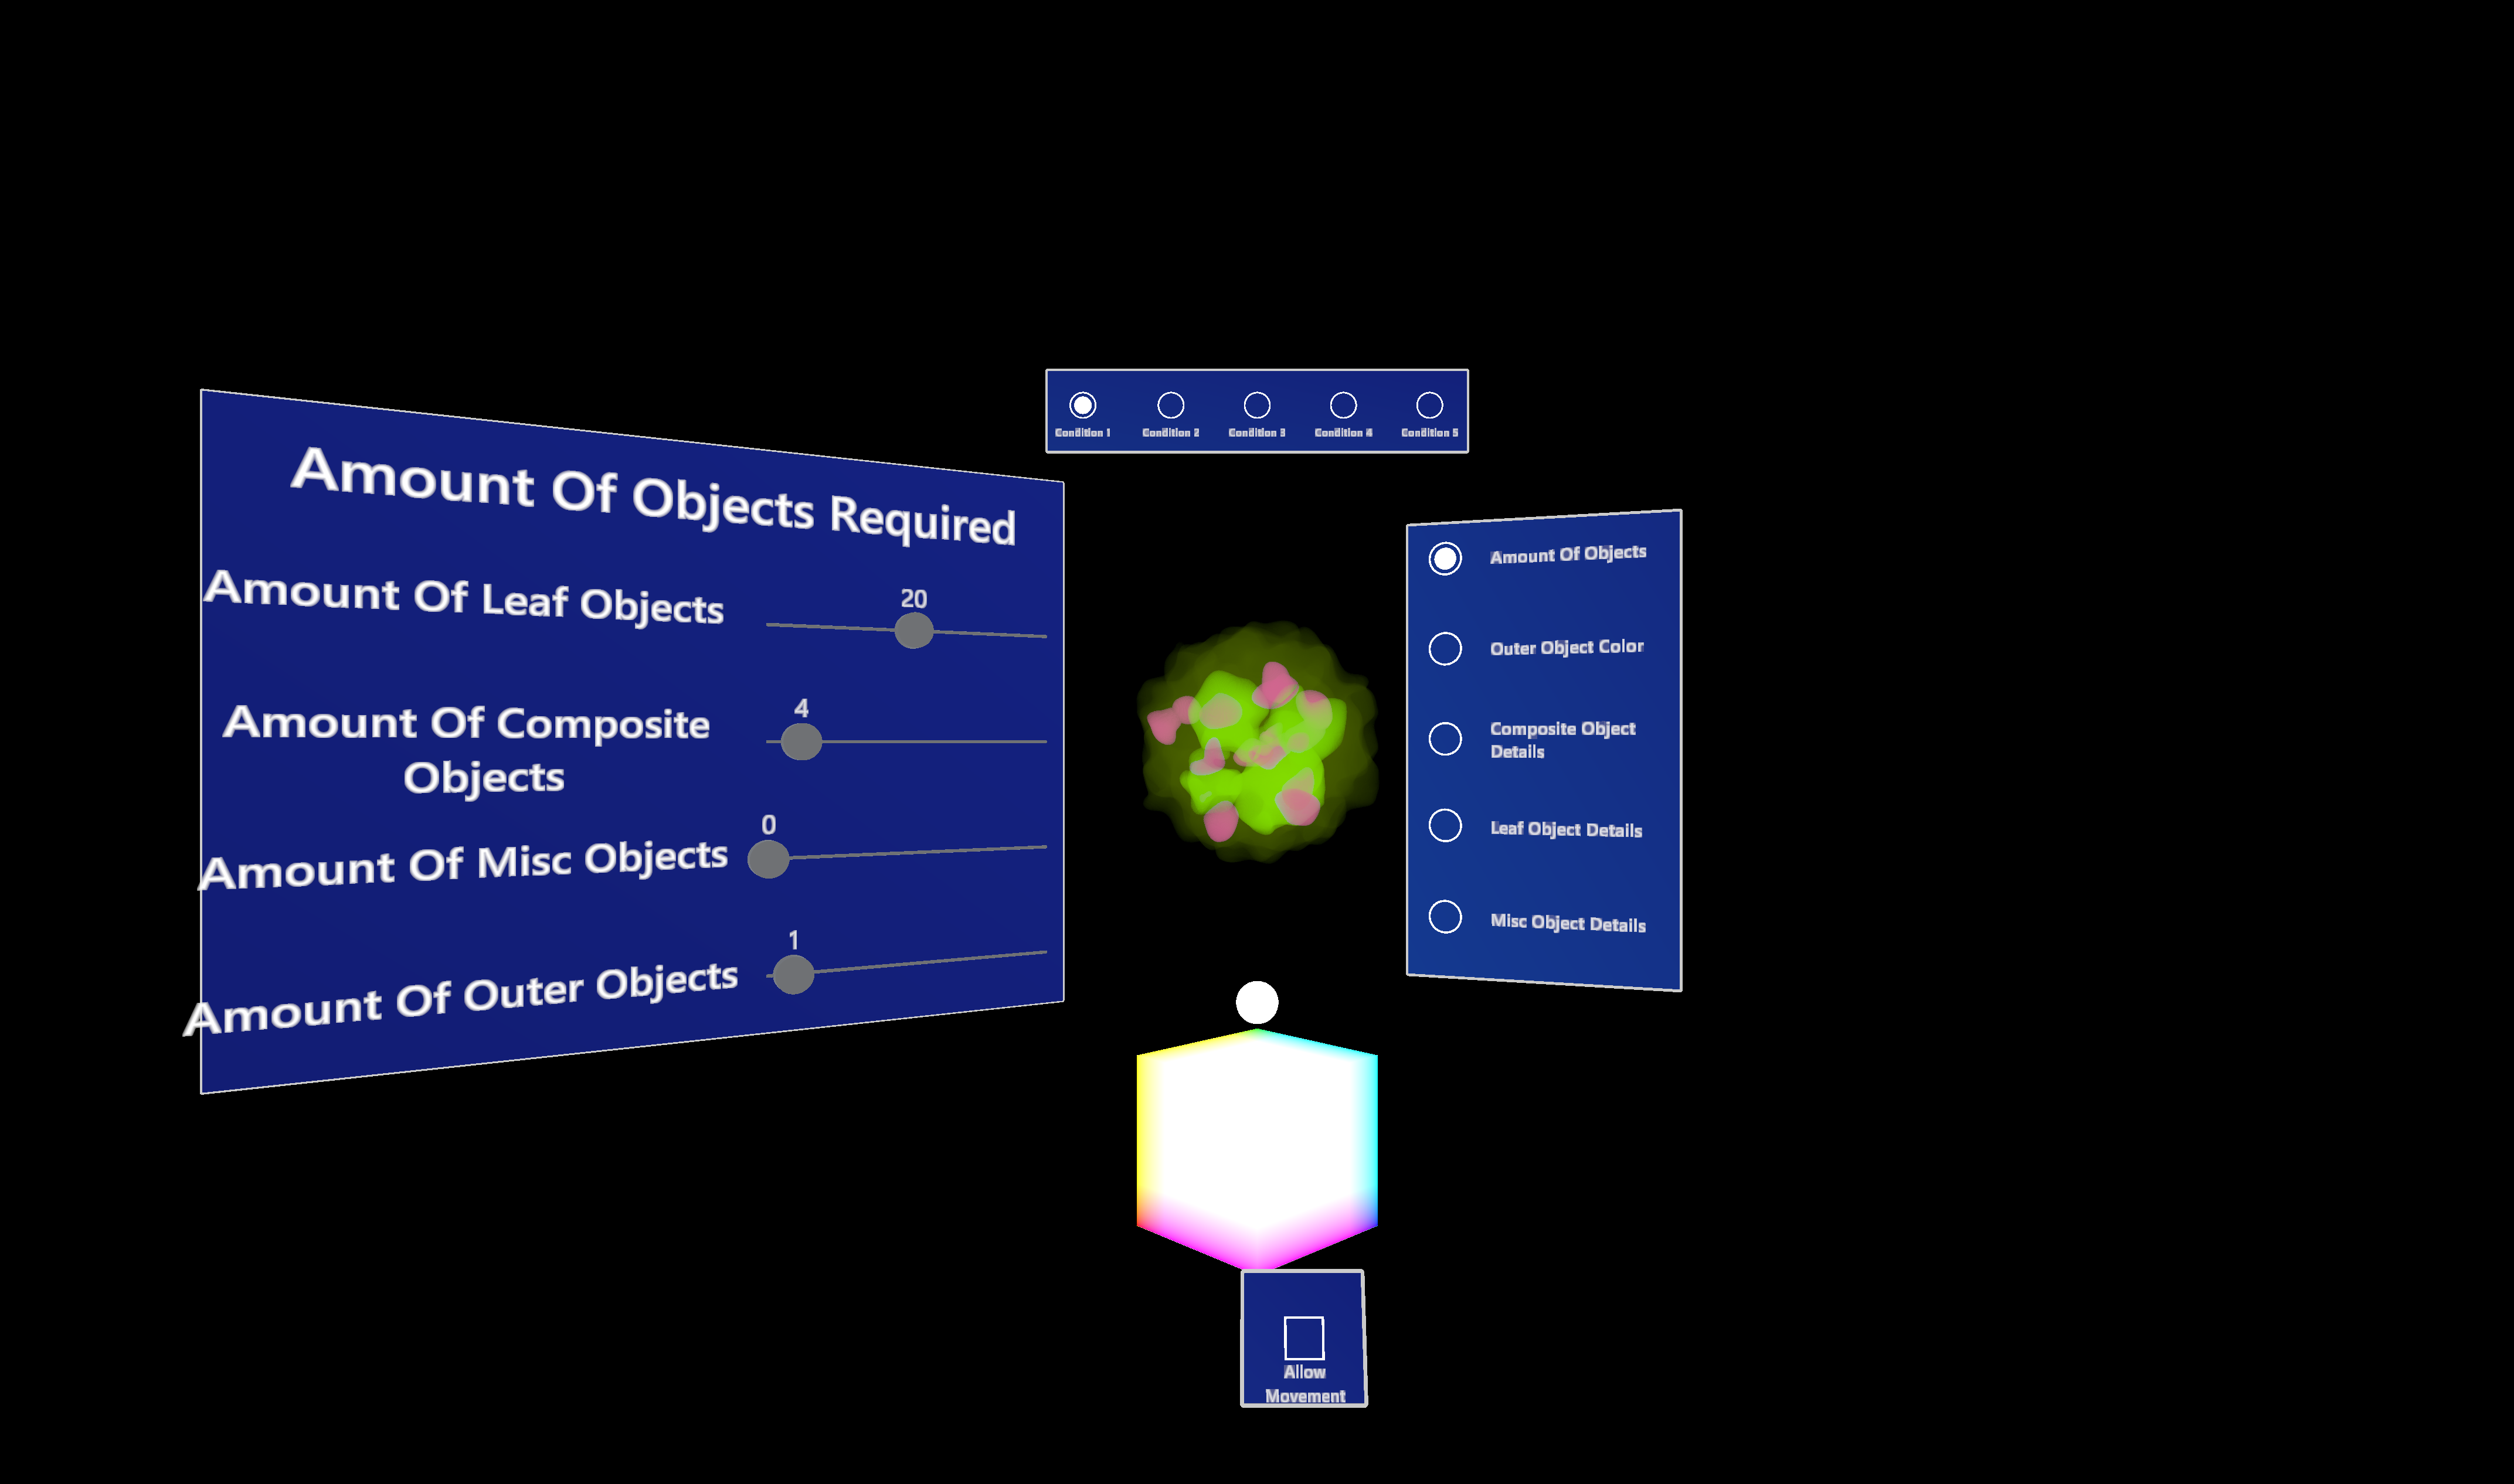 Condition 1
Condition 2
Condition 3
Condition 4
Condition 5
Amount Of Objects Required
Amount Of Leaf Objects
20
Amount Of Composite
Objects
4
Amount Of Misc Objects
0
Amount Of Outer Objects
1
Amount Of Objects
Outer Object Color
Composite Object
Details
Leaf Object Details
Misc Object Details
Allow
Movement